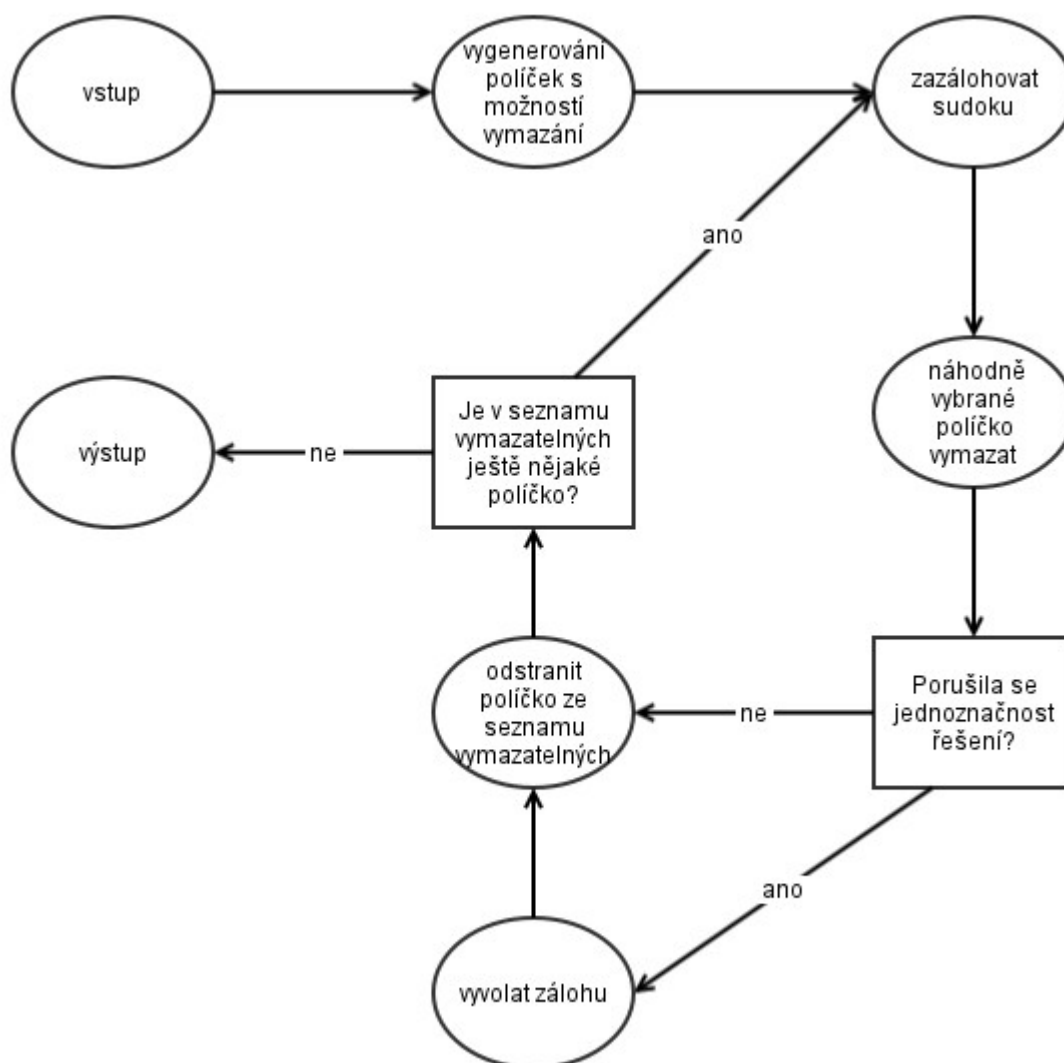 vstup
vygenerování
políček s
možností
vymazání
zazálohovat
sudoku
ano
náhodně
vybrané
políčko
vymazat
Je v seznamu
vymazatelných
ještě nějaké
políčko?
ne
výstup
odstranit
políčko ze
seznamu
vymazatelných
ne
Porušila se
jednoznačnost
řešení?
ano
vyvolat zálohu